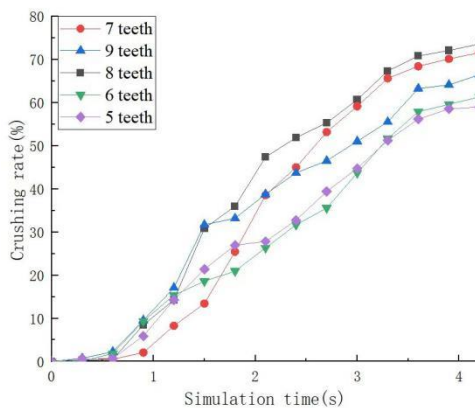 80
70
60
50
40
30
20
10
0
Crushing rate(%)
7 teeth
9 teeth
8 teeth
6 teeth
5 teeth
0 1 2 3 4
Simulation time(s)